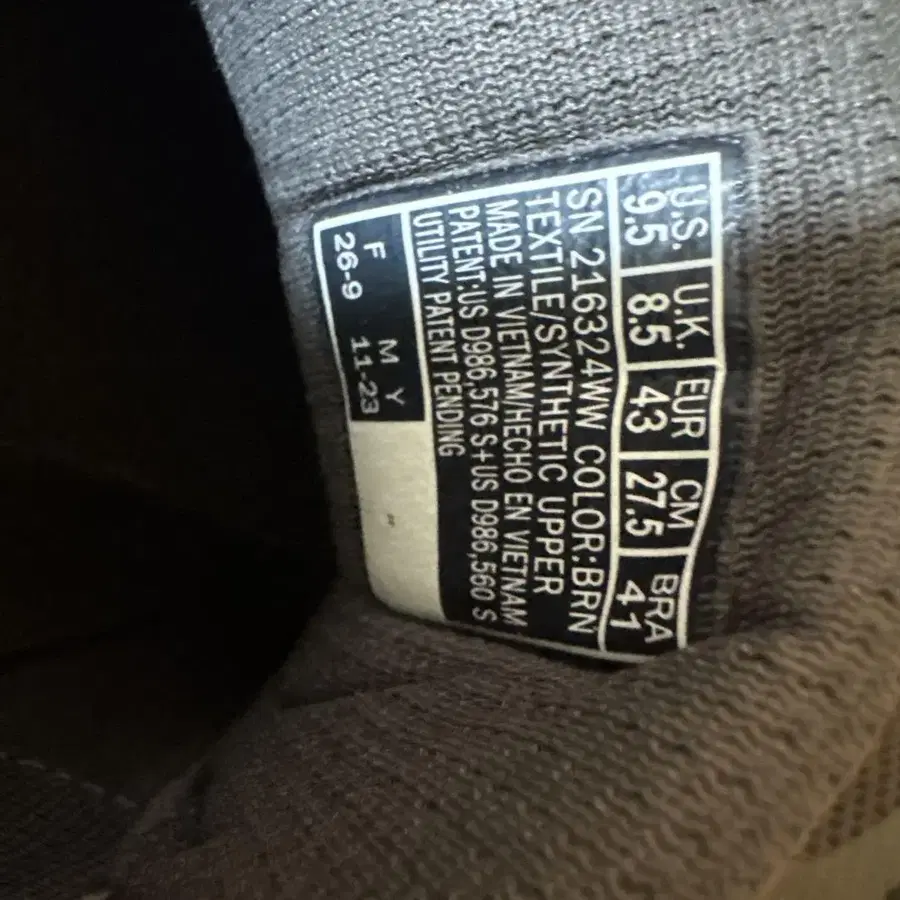 U.S. U.K. EUR CM BRA
9.5 8.5 43 27.5 41
SN 216324WW COLOR:BRN
TEXTILE/SYNTHETIC UPPER
MADE IN VIETNAM/HECHO EN VIETNAM
PATENT:US D986,576 S+US D986,560 S
UTILITY PATENT PENDING
F M Y
26-9 11-23